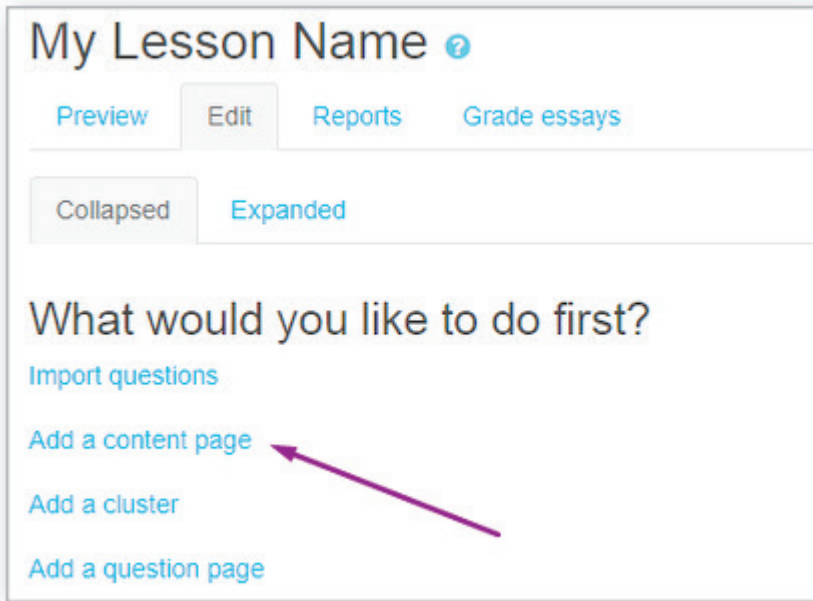 My Lesson Name ?
Preview Edit Reports Grade essays
Collapsed Expanded
What would you like to do first?
Import questions
Add a content page
Add a cluster
Add a question page